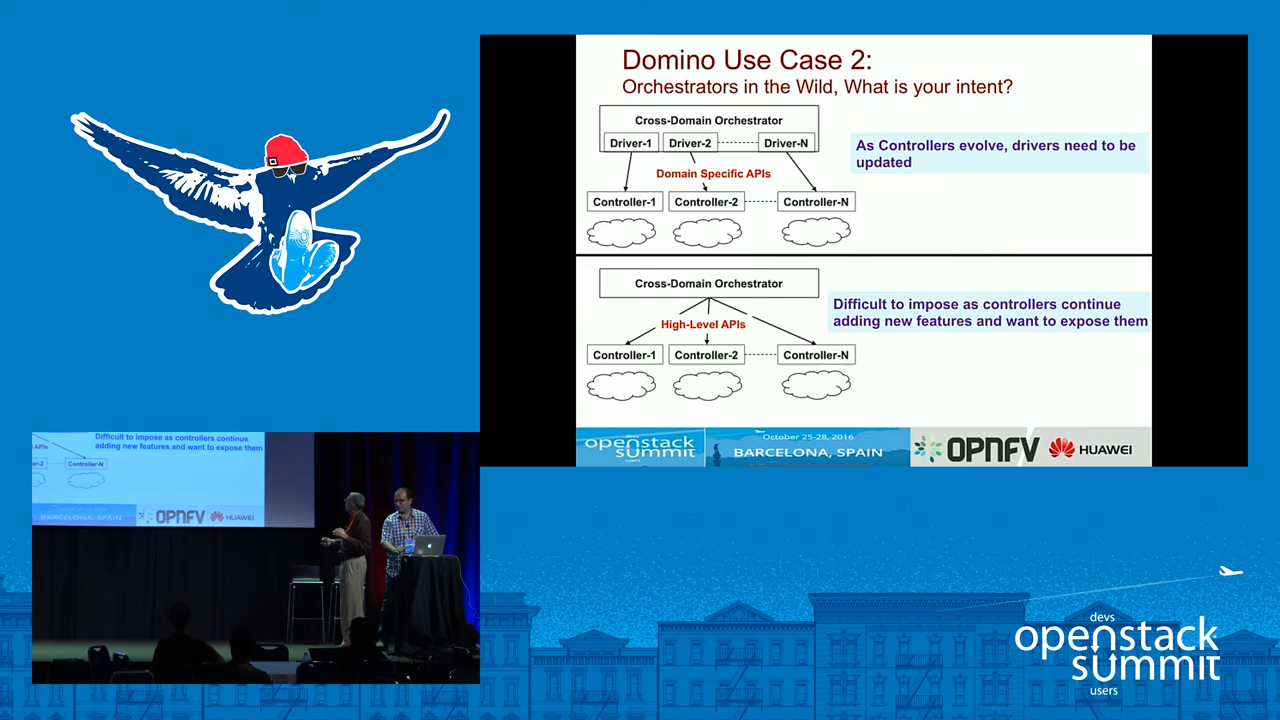 Domino Use Case 2:
Orchestrators in the Wild, What is your intent?
Cross-Domain Orchestrator
Driver-1 Driver-2 Driver-N
Domain Specific APIs
Controller-1 Controller-2 Controller-N
As Controllers evolve, drivers need to be
updated
Cross-Domain Orchestrator
High-Level APIs
Controller-1 Controller-2 Controller-N
Difficult to impose as controllers continue
adding new features and want to expose them
openstack
summit
users
October 25-28, 2016
BARCELONA, SPAIN
OPNFV
HUAWEI
Difficult to impose as controllers continue
adding new features and want to expose them
APIs
Controller-N
BARCELONA, SPAIN
OPNFV
HUAWEI
devs
openstack
summit
users